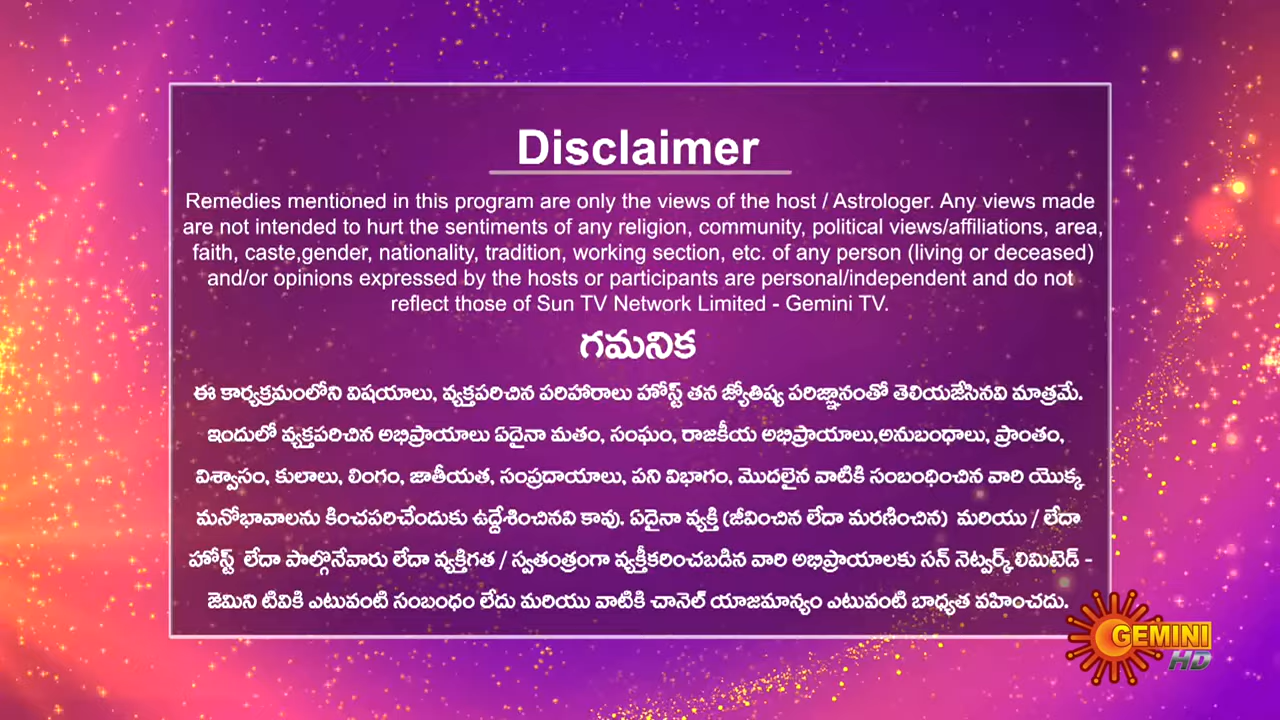 Disclaimer
Remedies mentioned in this program are only the views of the host / Astrologer. Any views made
are not intended to hurt the sentiments of any religion, community, political views/affiliations, area,
faith, caste,gender, nationality, tradition, working section, etc. of any person (living or deceased)
and/or opinions expressed by the hosts or participants are personal/independent and do not
reflect those of Sun TV Network Limited - Gemini TV.
గమనిక
ఈ కార్యక్రమంలోని విషయాలు, వ్యక్తపరిచిన పరిహారాలు హోస్ట్ తన జ్యోతిష్య పరిజ్ఞానంతో తెలియజేసినవి మాత్రమే.
ఇందులో వ్యక్తపరిచిన అభిప్రాయాలు ఏదైనా మతం, సంఘం, రాజకీయ అభిప్రాయాలు,అనుబంధాలు, ప్రాంతం,
విశ్వాసం, కులాలు, లింగం, జాతీయత, సంప్రదాయాలు, పని విభాగం, మొదలైన వాటికి సంబంధించిన వారి యొక్క
మనోభావాలను కించపరిచేందుకు ఉద్దేశించినవి కావు. ఏదైనా వ్యక్తి (జీవించిన లేదా మరణించిన) మరియు / లేదా
హోస్ట్ లేదా పాల్గొనేవారు లేదా వ్యక్తిగత / స్వతంత్రంగా వ్యక్తీకరించబడిన వారి అభిప్రాయాలకు సన్ నెట్వర్క్ లిమిటెడ్ -
జెమిని టివికి ఎటువంటి సంబంధం లేదు మరియు వాటికి చానెల్ యాజమాన్యం ఎటువంటి బాధ్యత వహించదు.
GEMINI
HD